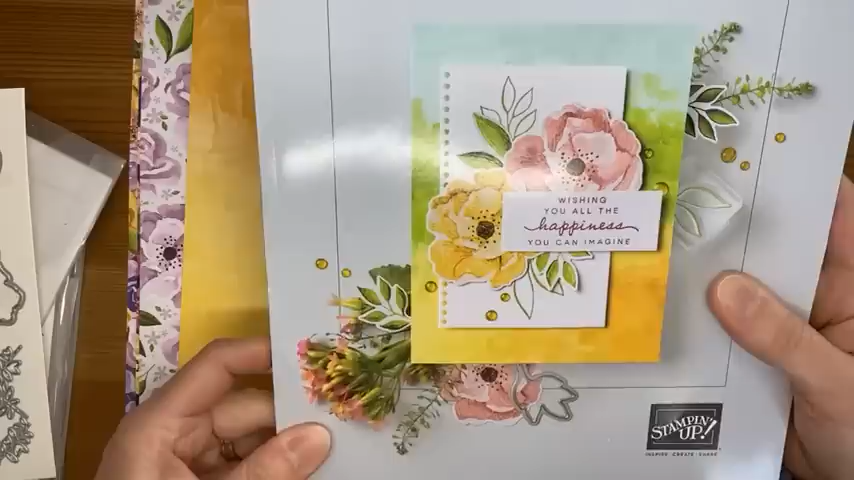 WISHING
YOU ALL THE
happiness
YOU CAN IMAGINE
STAMPIN'
UP!
INSPIRE. CREATE. SHARE.